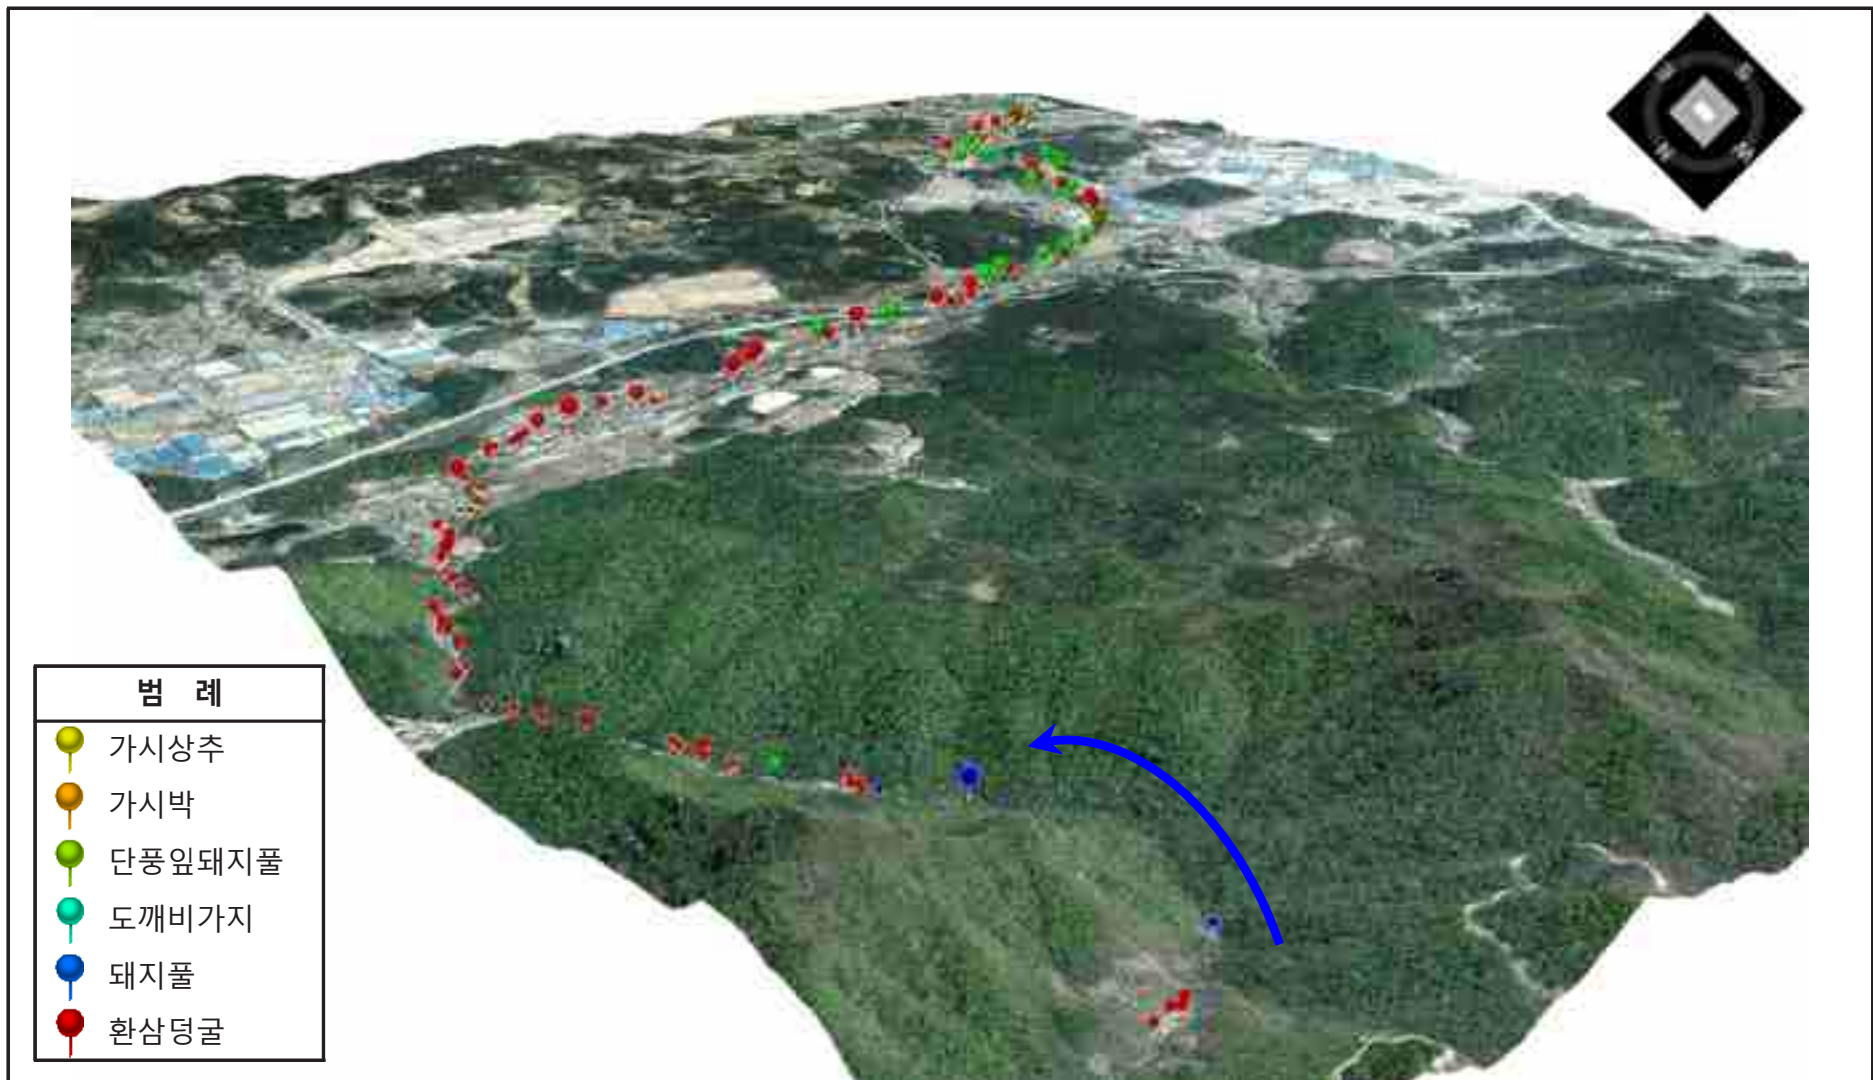 범 례
가시상추
가시박
단풍잎돼지풀
도깨비가지
돼지풀
환삼덩굴